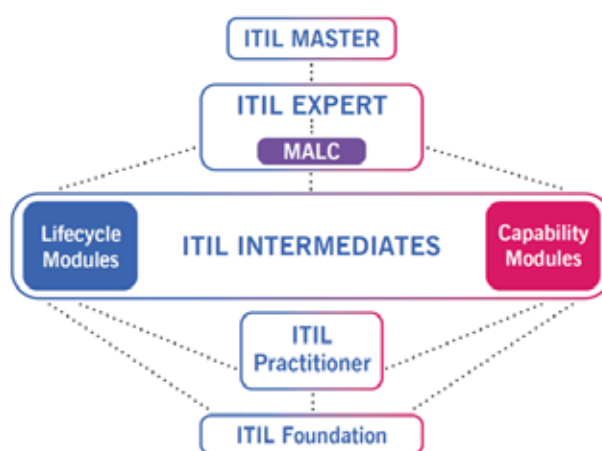 ITIL MASTER
ITIL EXPERT
MALC
Lifecycle
Modules
ITIL INTERMEDIATES
Capability
Modules
ITIL
Practitioner
ITIL Foundation